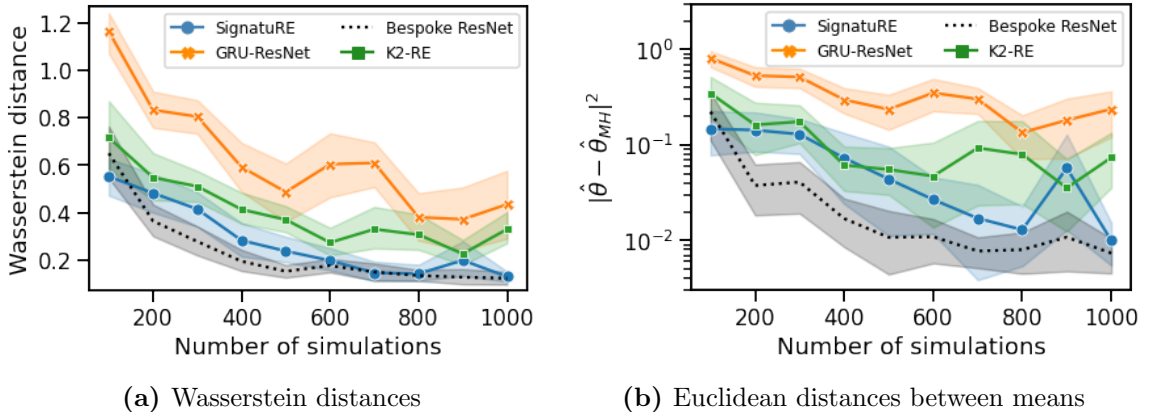 SignatuRE
GRU-ResNet
Bespoke ResNet
K2-RE
Wasserstein distance
1.2
1.0
0.8
0.6
0.4
0.2
200
400
600
800
1000
Number of simulations
(a) Wasserstein distances
SignatuRE
GRU-ResNet
Bespoke ResNet
K2-RE
|θ̂ − θ̂_MH|²
10⁰
10⁻¹
10⁻²
200
400
600
800
1000
Number of simulations
(b) Euclidean distances between means